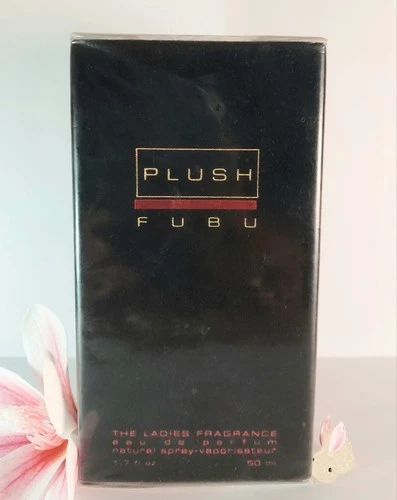 PLUSH
FUBU
THE LADIES FRAGRANCE
eau de parfum
natural spray-vaporisateur
1.7 fl oz 50 ml